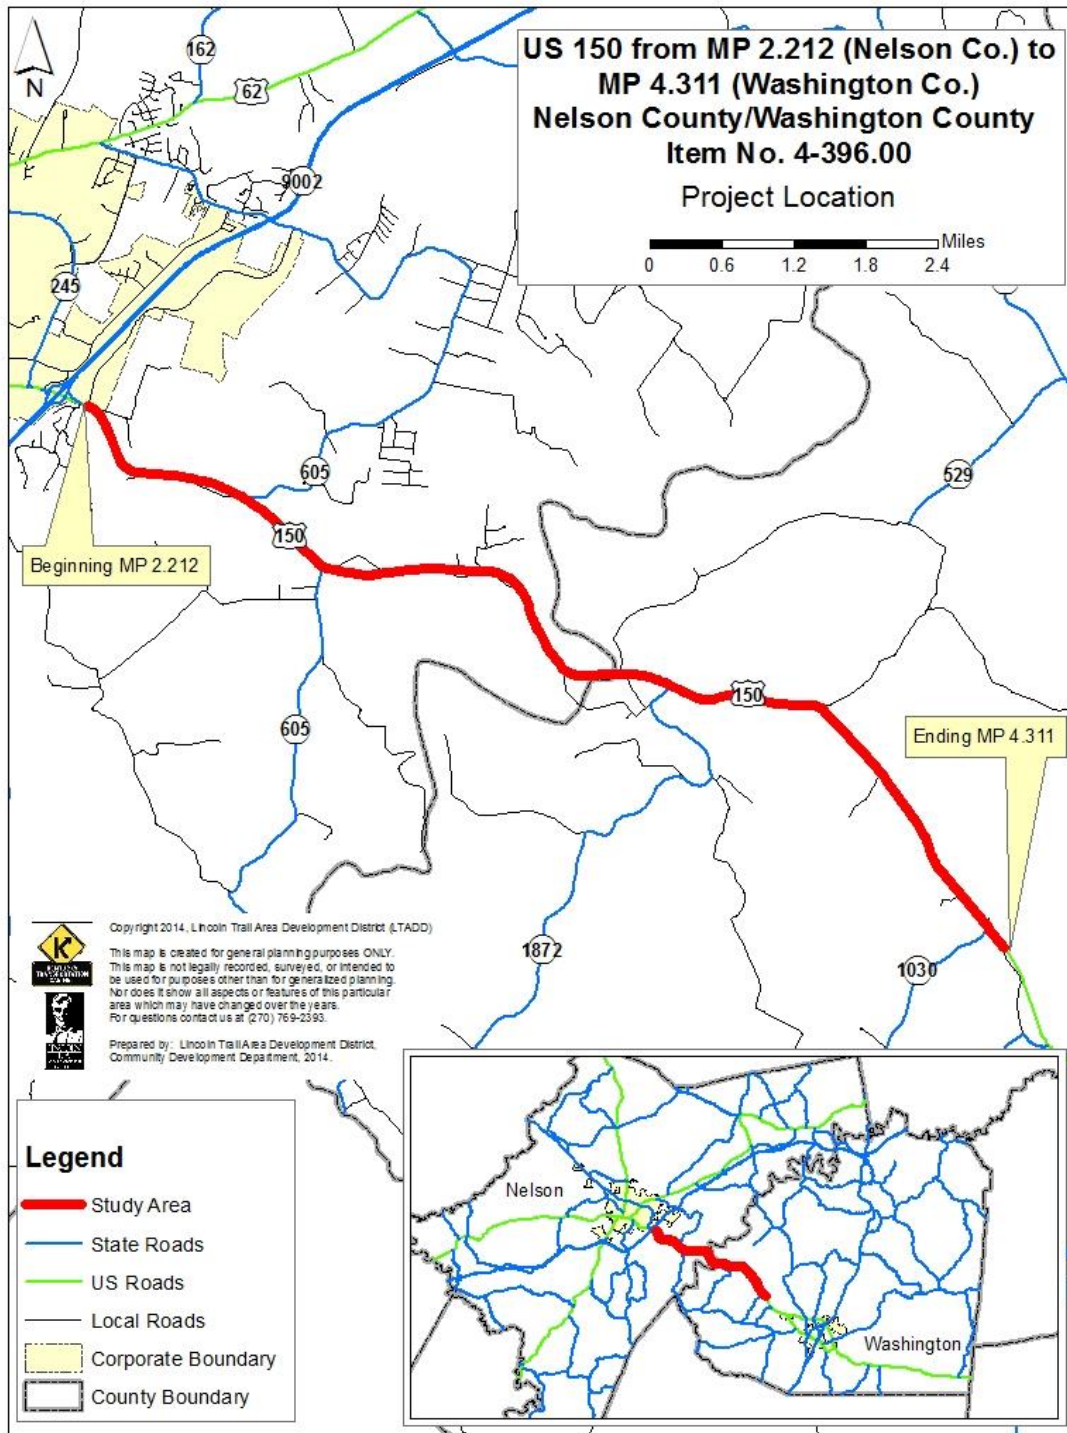 US 150 from MP 2.212 (Nelson Co.) to
MP 4.311 (Washington Co.)
Nelson County/Washington County
Item No. 4-396.00
Project Location
Miles
0 0.6 1.2 1.8 2.4
N
162
62
9002
245
605
529
150
Beginning MP 2.212
150
605
Ending MP 4.311
1872
1030
Copyright 2014, Lincoln Trail Area Development District (LTADD)
This map is created for general planning purposes ONLY.
This map is not legally recorded, surveyed, or intended to
be used for purposes other than for generalized planning.
Nor does it show all aspects or features of this particular
area which may have changed over the years.
For questions contact us at (270) 769-2393.
Prepared by: Lincoln Trail Area Development District,
Community Development Department, 2014.
Legend
Study Area
State Roads
US Roads
Local Roads
Corporate Boundary
County Boundary
Nelson
Washington